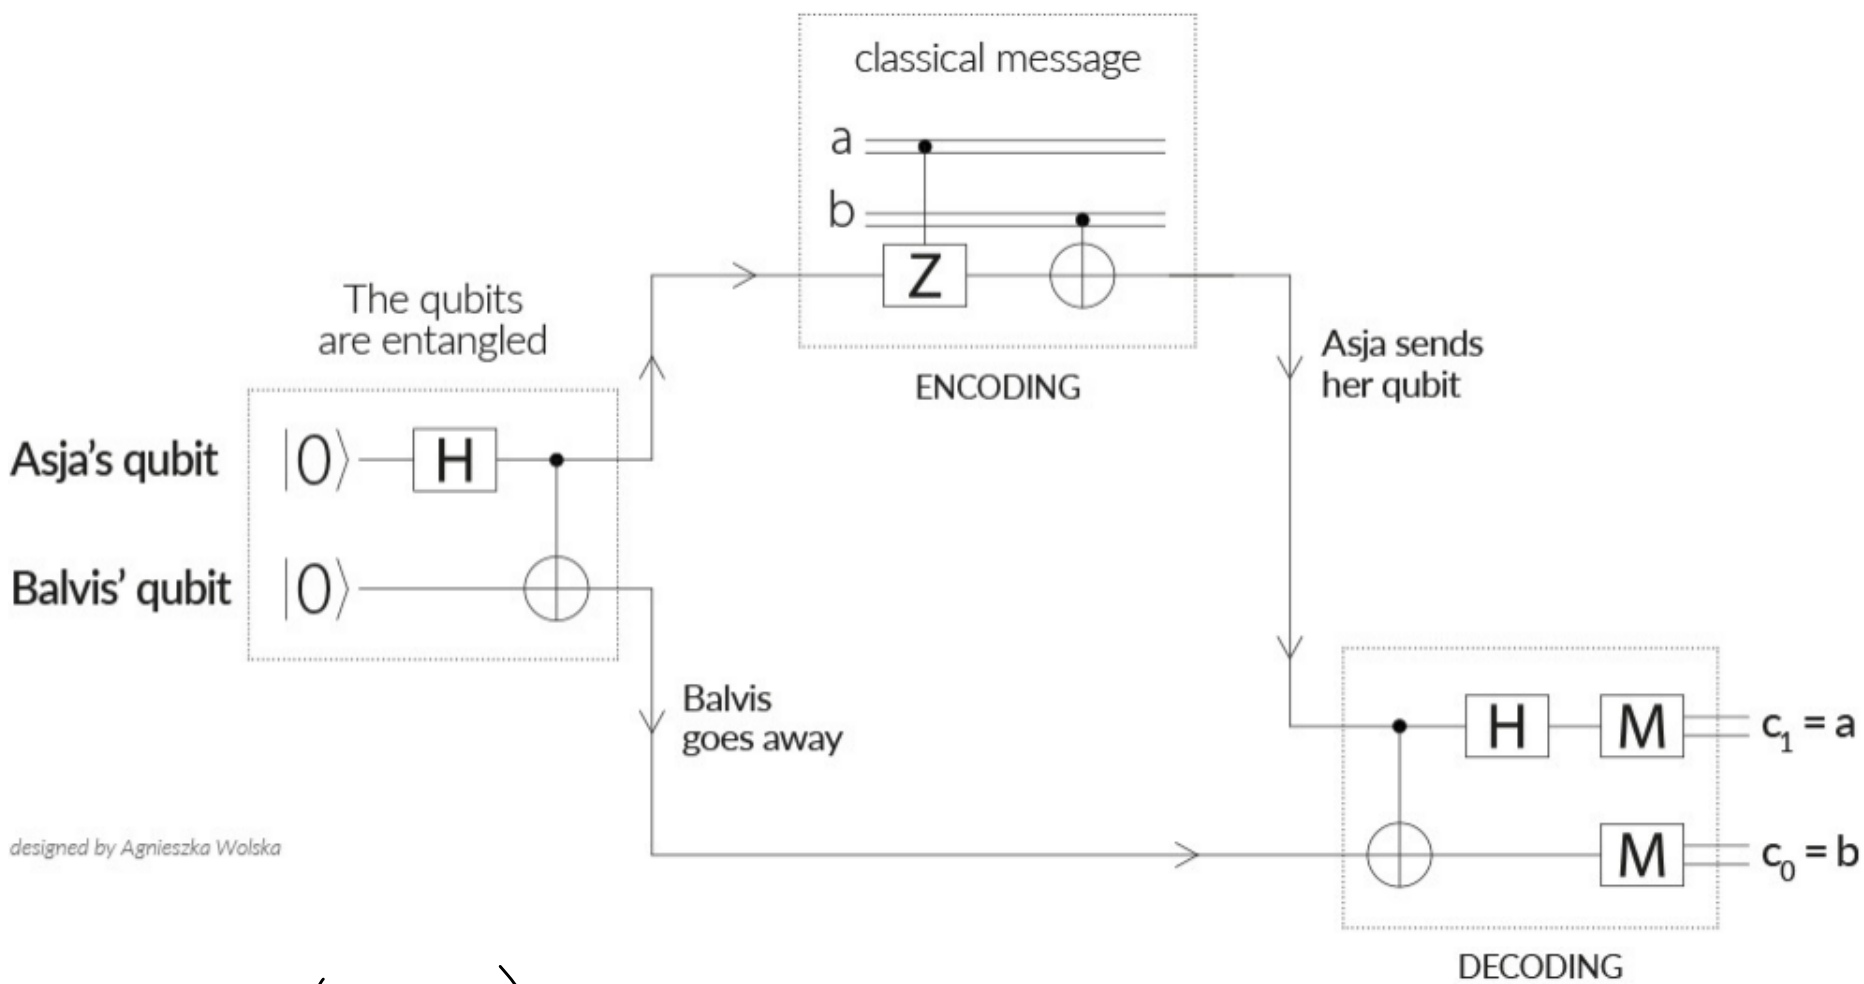 classical message
a
b
Z
ENCODING
The qubits
are entangled
Asja's qubit |0⟩ H
Balvis' qubit |0⟩
Asja sends
her qubit
Balvis
goes away
H M c₁ = a
M c₀ = b
DECODING
designed by Agnieszka Wolska